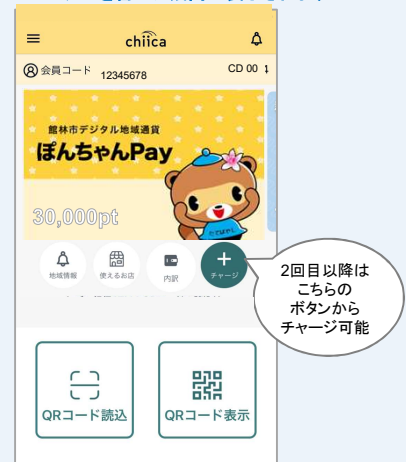 chiica
会員コード 12345678 CD 00
館林市デジタル地域通貨
ぽんちゃんPay
30,000pt
地域情報 使えるお店 内訳 チャージ
2回目以降は
こちらの
ボタンから
チャージ可能
QRコード読込 QRコード表示